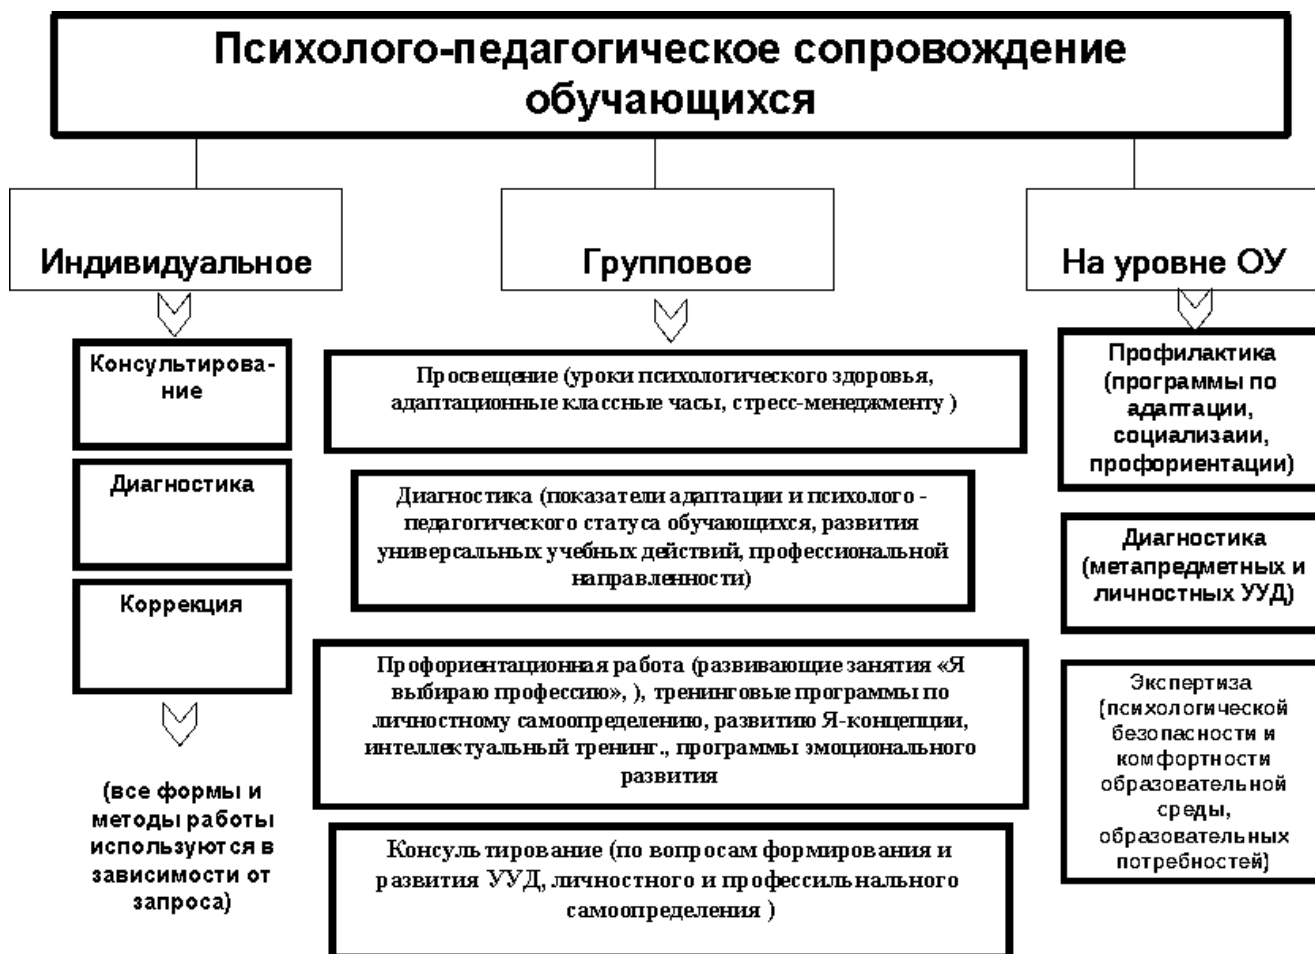 Психолого-педагогическое сопровождение
обучающихся
Индивидуальное
Групповое
На уровне ОУ
Консультирова-
ние
Диагностика
Коррекция
(все формы и
методы работы
используются в
зависимости от
запроса)
Просвещение (уроки психологического здоровья,
адаптационные классные часы, стресс-менеджменту )
Диагностика (показатели адаптации и психолого -
педагогического статуса обучающихся, развития
универсальных учебных действий, профессиональной
направленности)
Профориентационная работа (развивающие занятия «Я
выбираю профессию», ), тренинговые программы по
личностному самоопределению, развитию Я-концепции,
интеллектуальный тренинг., программы эмоционального
развития
Консультирование (по вопросам формирования и
развития УУД, личностного и профессильнального
самоопределения )
Профилактика
(программы по
адаптации,
социализаии,
профориентации)
Диагностика
(метапредметных и
личностных УУД)
Экспертиза
(психологической
безопасности и
комфортности
образовательной
среды,
образовательных
потребностей)